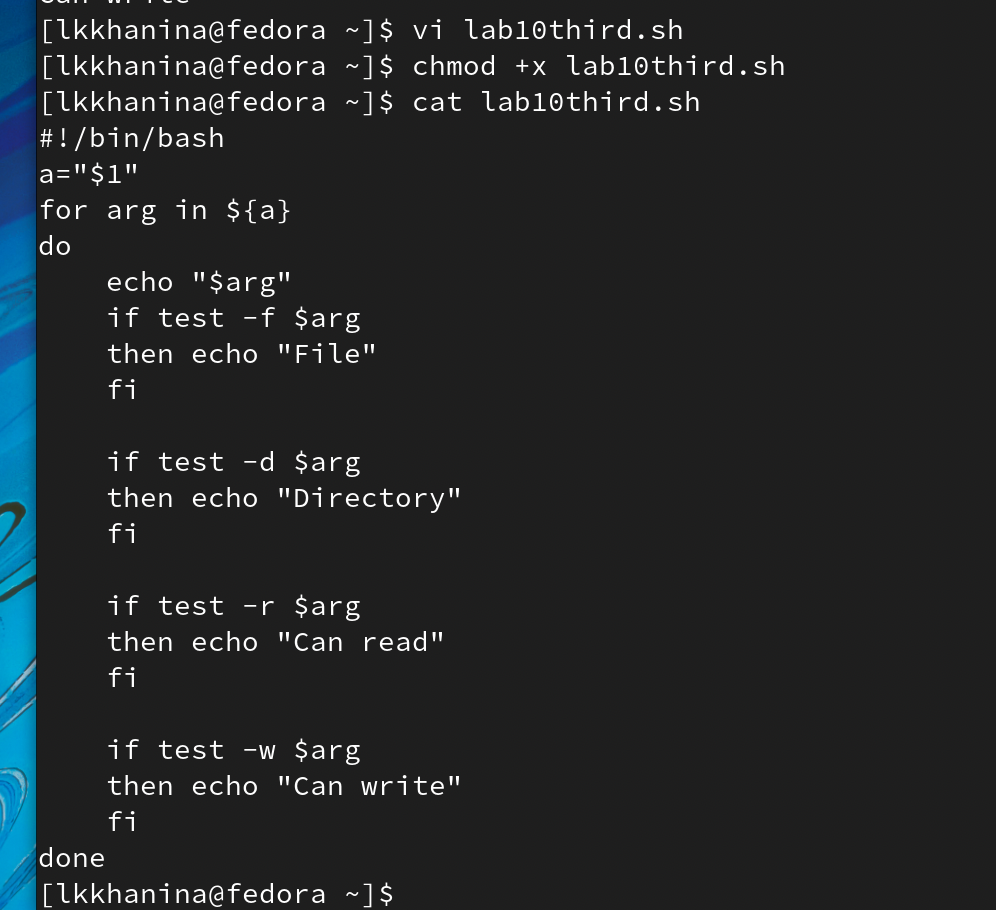 can write
[lkkhanina@fedora ~]$ vi lab10third.sh
[lkkhanina@fedora ~]$ chmod +x lab10third.sh
[lkkhanina@fedora ~]$ cat lab10third.sh
#!/bin/bash
a="$1"
for arg in ${a}
do
    echo "$arg"
    if test -f $arg
    then echo "File"
    fi

    if test -d $arg
    then echo "Directory"
    fi

    if test -r $arg
    then echo "Can read"
    fi

    if test -w $arg
    then echo "Can write"
    fi
done
[lkkhanina@fedora ~]$